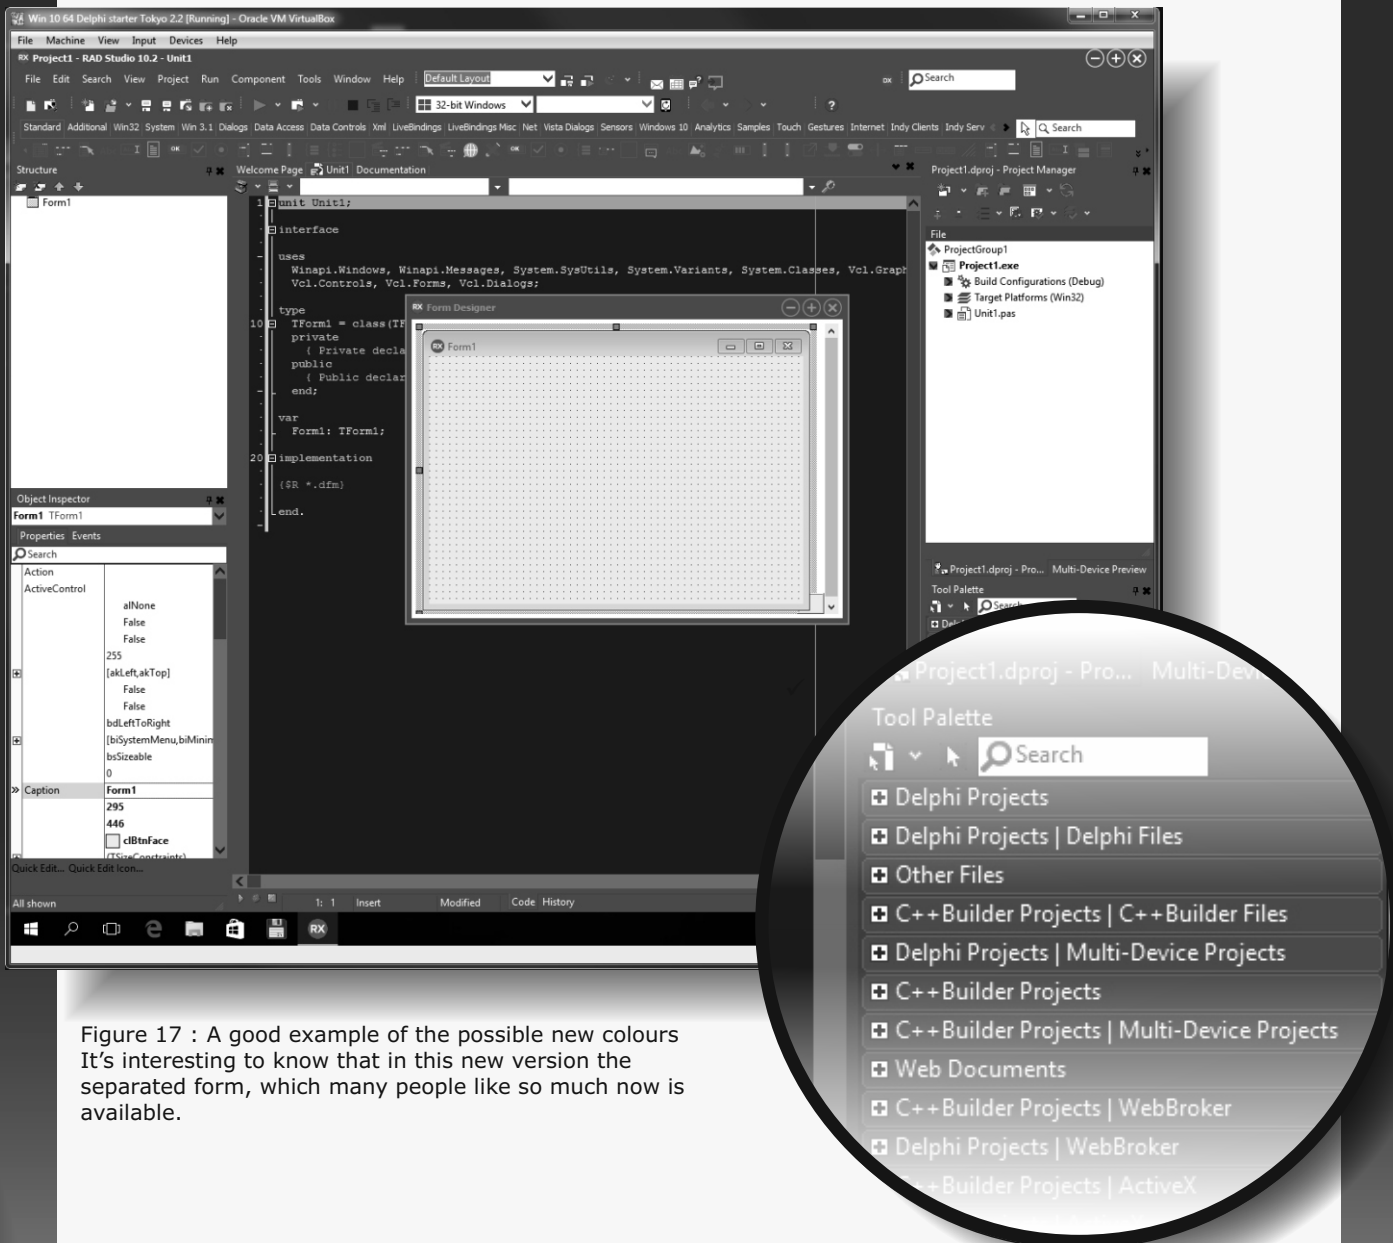 Win 10 64 Delphi starter Tokyo 2.2 [Running] - Oracle VM VirtualBox
File Machine View Input Devices Help
RX Project1 - RAD Studio 10.2 - Unit1
File Edit Search View Project Run Component Tools Window Help Default Layout Search
32-bit Windows
Standard Additional Win32 System Win 3.1 Dialogs Data Access Data Controls Xml LiveBindings LiveBindings Misc Net Vista Dialogs Sensors Windows 10 Analytics Samples Touch Gestures Internet Indy Clients Indy Serv Search
Structure
Form1
Welcome Page Unit1 Documentation
1 unit Unit1;
interface
uses
Winapi.Windows, Winapi.Messages, System.SysUtils, System.Variants, System.Classes, Vcl.Graph
Vcl.Controls, Vcl.Forms, Vcl.Dialogs;
type
10 TForm1 = class(TF
private
{ Private decla
public
{ Public declar
end;
var
Form1: TForm1;
20 implementation
{$R *.dfm}
end.
RX Form Designer
RX Form1
Project1.dproj - Project Manager
File
ProjectGroup1
Project1.exe
Build Configurations (Debug)
Target Platforms (Win32)
Unit1.pas
Project1.dproj - Pro... Multi-Device Preview
Tool Palette
Search
Object Inspector
Form1 TForm1
Properties Events
Search
Action
ActiveControl
alNone
False
False
255
[akLeft,akTop]
False
False
bdLeftToRight
[biSystemMenu,biMinim
bsSizeable
0
Caption Form1
295
446
clBtnFace
(TSizeConstraints)
Quick Edit... Quick Edit Icon...
All shown
1: 1 Insert Modified Code History
RX
Project1.dproj - Pro... Multi-Devi
Tool Palette
Search
Delphi Projects
Delphi Projects | Delphi Files
Other Files
C++Builder Projects | C++Builder Files
Delphi Projects | Multi-Device Projects
C++Builder Projects
C++Builder Projects | Multi-Device Projects
Web Documents
C++Builder Projects | WebBroker
Delphi Projects | WebBroker
C++Builder Projects | ActiveX
Figure 17 : A good example of the possible new colours
It's interesting to know that in this new version the
separated form, which many people like so much now is
available.